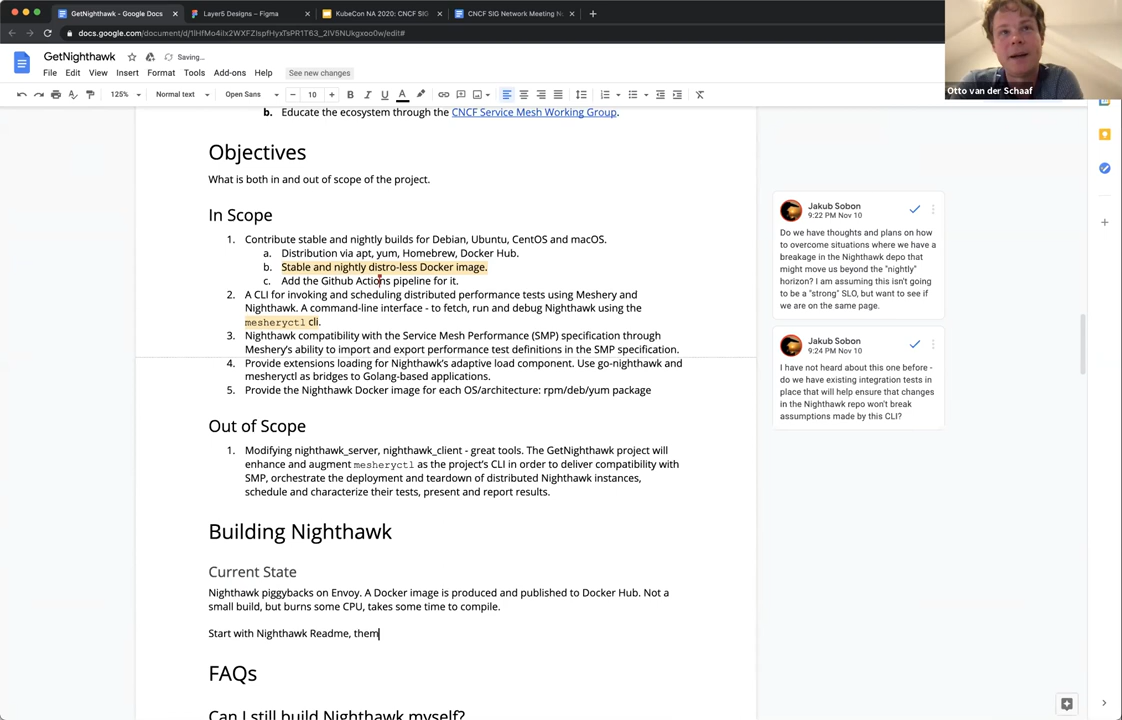 GetNighthawk - Google Docs
Layer5 Designs – Figma
KubeCon NA 2020: CNCF SIG
CNCF SIG Network Meeting N
GetNighthawk
Saving...
File Edit View Insert Format Tools Add-ons Help See new changes
125% Normal text Open Sans 10
Otto van der Schaaf
b. Educate the ecosystem through the CNCF Service Mesh Working Group.
Objectives
What is both in and out of scope of the project.
In Scope
1. Contribute stable and nightly builds for Debian, Ubuntu, CentOS and macOS.
a. Distribution via apt, yum, Homebrew, Docker Hub.
b. Stable and nightly distro-less Docker image.
c. Add the Github Actions pipeline for it.
2. A CLI for invoking and scheduling distributed performance tests using Meshery and
Nighthawk. A command-line interface - to fetch, run and debug Nighthawk using the
mesheryctl cli.
3. Nighthawk compatibility with the Service Mesh Performance (SMP) specification through
Meshery's ability to import and export performance test definitions in the SMP specification.
4. Provide extensions loading for Nighthawk's adaptive load component. Use go-nighthawk and
mesheryctl as bridges to Golang-based applications.
5. Provide the Nighthawk Docker image for each OS/architecture: rpm/deb/yum package
Out of Scope
1. Modifying nighthawk_server, nighthawk_client - great tools. The GetNighthawk project will
enhance and augment mesheryctl as the project's CLI in order to deliver compatibility with
SMP, orchestrate the deployment and teardown of distributed Nighthawk instances,
schedule and characterize their tests, present and report results.
Building Nighthawk
Current State
Nighthawk piggybacks on Envoy. A Docker image is produced and published to Docker Hub. Not a
small build, but burns some CPU, takes some time to compile.
Start with Nighthawk Readme, them
FAQs
Can I still build Nighthawk myself?
Jakub Sobon
9:22 PM Nov 10
Do we have thoughts and plans on how
to overcome situations where we have a
breakage in the Nighthawk depo that
might move us beyond the "nightly"
horizon? I am assuming this isn't going
to be a "strong" SLO, but want to see if
we are on the same page.
Jakub Sobon
9:24 PM Nov 10
I have not heard about this one before -
do we have existing integration tests in
place that will help ensure that changes
in the Nighthawk repo won't break
assumptions made by this CLI?